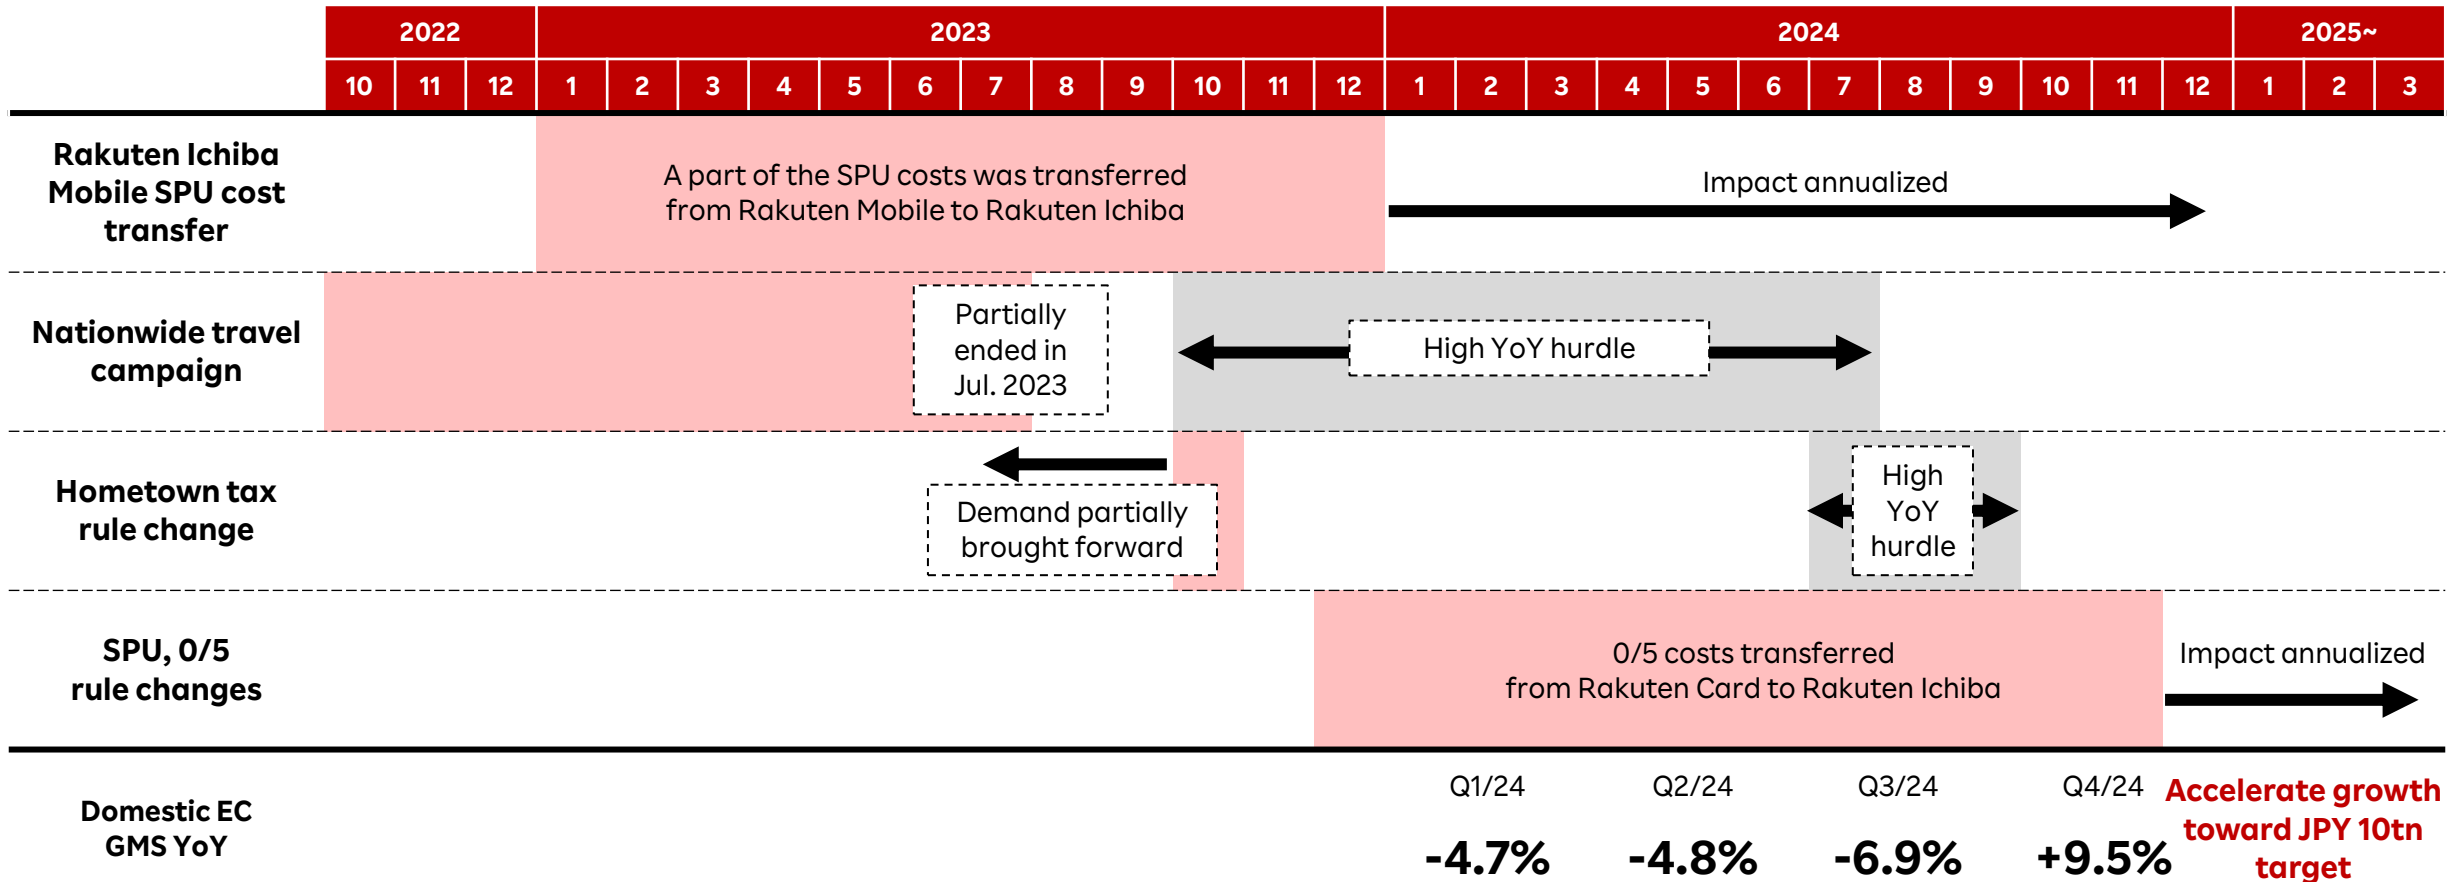 2022 2023 2024 2025~
10 11 12 1 2 3 4 5 6 7 8 9 10 11 12 1 2 3 4 5 6 7 8 9 10 11 12 1 2 3
Rakuten Ichiba
Mobile SPU cost
transfer
A part of the SPU costs was transferred
from Rakuten Mobile to Rakuten Ichiba
Impact annualized
Nationwide travel
campaign
Partially
ended in
Jul. 2023
High YoY hurdle
Hometown tax
rule change
Demand partially
brought forward
High
YoY
hurdle
SPU, 0/5
rule changes
0/5 costs transferred
from Rakuten Card to Rakuten Ichiba
Impact annualized
Domestic EC
GMS YoY
Q1/24 Q2/24 Q3/24 Q4/24
-4.7% -4.8% -6.9% +9.5%
Accelerate growth
toward JPY 10tn
target